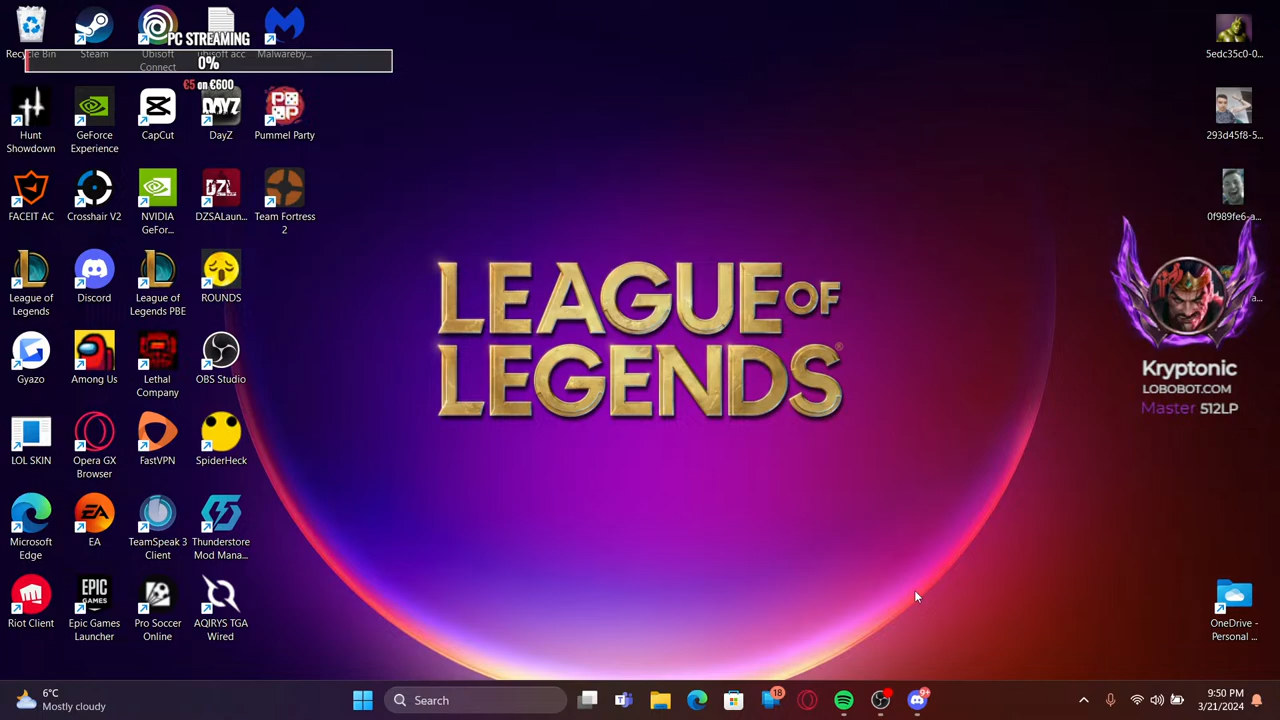 Recycle Bin
Steam
Ubisoft Connect
ubisoft acc
Malwareby...
PC STREAMING
0%
€5 on €600
Hunt Showdown
GeForce Experience
CapCut
DayZ
Pummel Party
FACEIT AC
Crosshair V2
NVIDIA GeFor...
DZSALaun...
Team Fortress 2
League of Legends
Discord
League of Legends PBE
ROUNDS
Gyazo
Among Us
Lethal Company
OBS Studio
LOL SKIN
Opera GX Browser
FastVPN
SpiderHeck
Microsoft Edge
EA
TeamSpeak 3 Client
Thunderstore Mod Mana...
Riot Client
EPIC GAMES
Epic Games Launcher
Pro Soccer Online
AQIRYS TGA Wired
LEAGUE OF
LEGENDS
5edc35c0-0...
293d45f8-5...
0f989fe6-a...
Kryptonic
LOBOBOT.COM
Master 512LP
OneDrive - Personal ...
6°C
Mostly cloudy
Search
18
9+
9:50 PM
3/21/2024